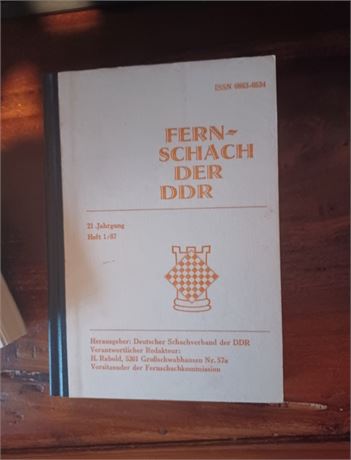 ISSN 0863-0534
FERN-
SCHACH
DER
DDR
21 Jahrgang
Heft 1/87
Herausgeber: Deutscher Schachverband der DDR
Verantwortlicher Redakteur:
H. Rabold, 5301 Großschwabhausen Nr. 57a
Vorsitzender der Fernschachkommission